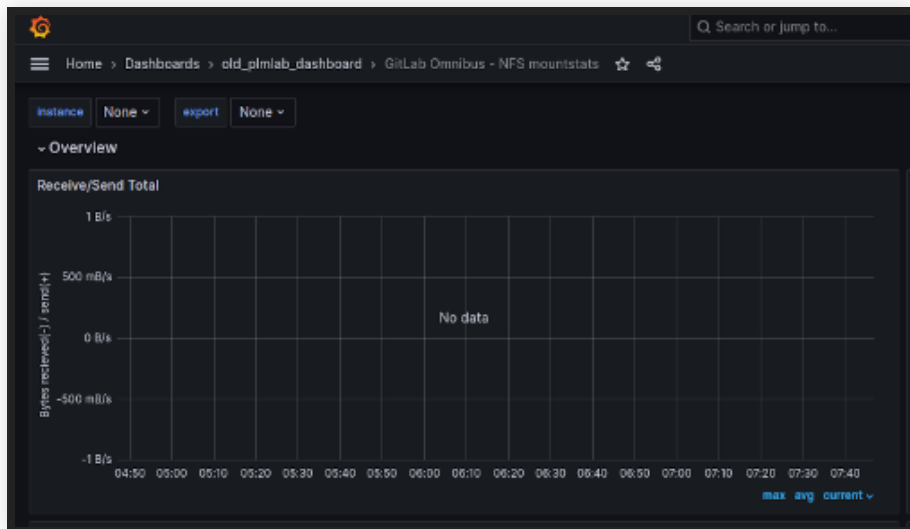 Search or jump to...
Home > Dashboards > old_plmlab_dashboard > GitLab Omnibus - NFS mountstats
instance None export None
Overview
Receive/Send Total
1 B/s
500 mB/s
0 B/s
-500 mB/s
-1 B/s
Bytes recieved(-) / send(+)
No data
04:50 05:00 05:10 05:20 05:30 05:40 05:50 06:00 06:10 06:20 06:30 06:40 06:50 07:00 07:10 07:20 07:30 07:40
max avg current